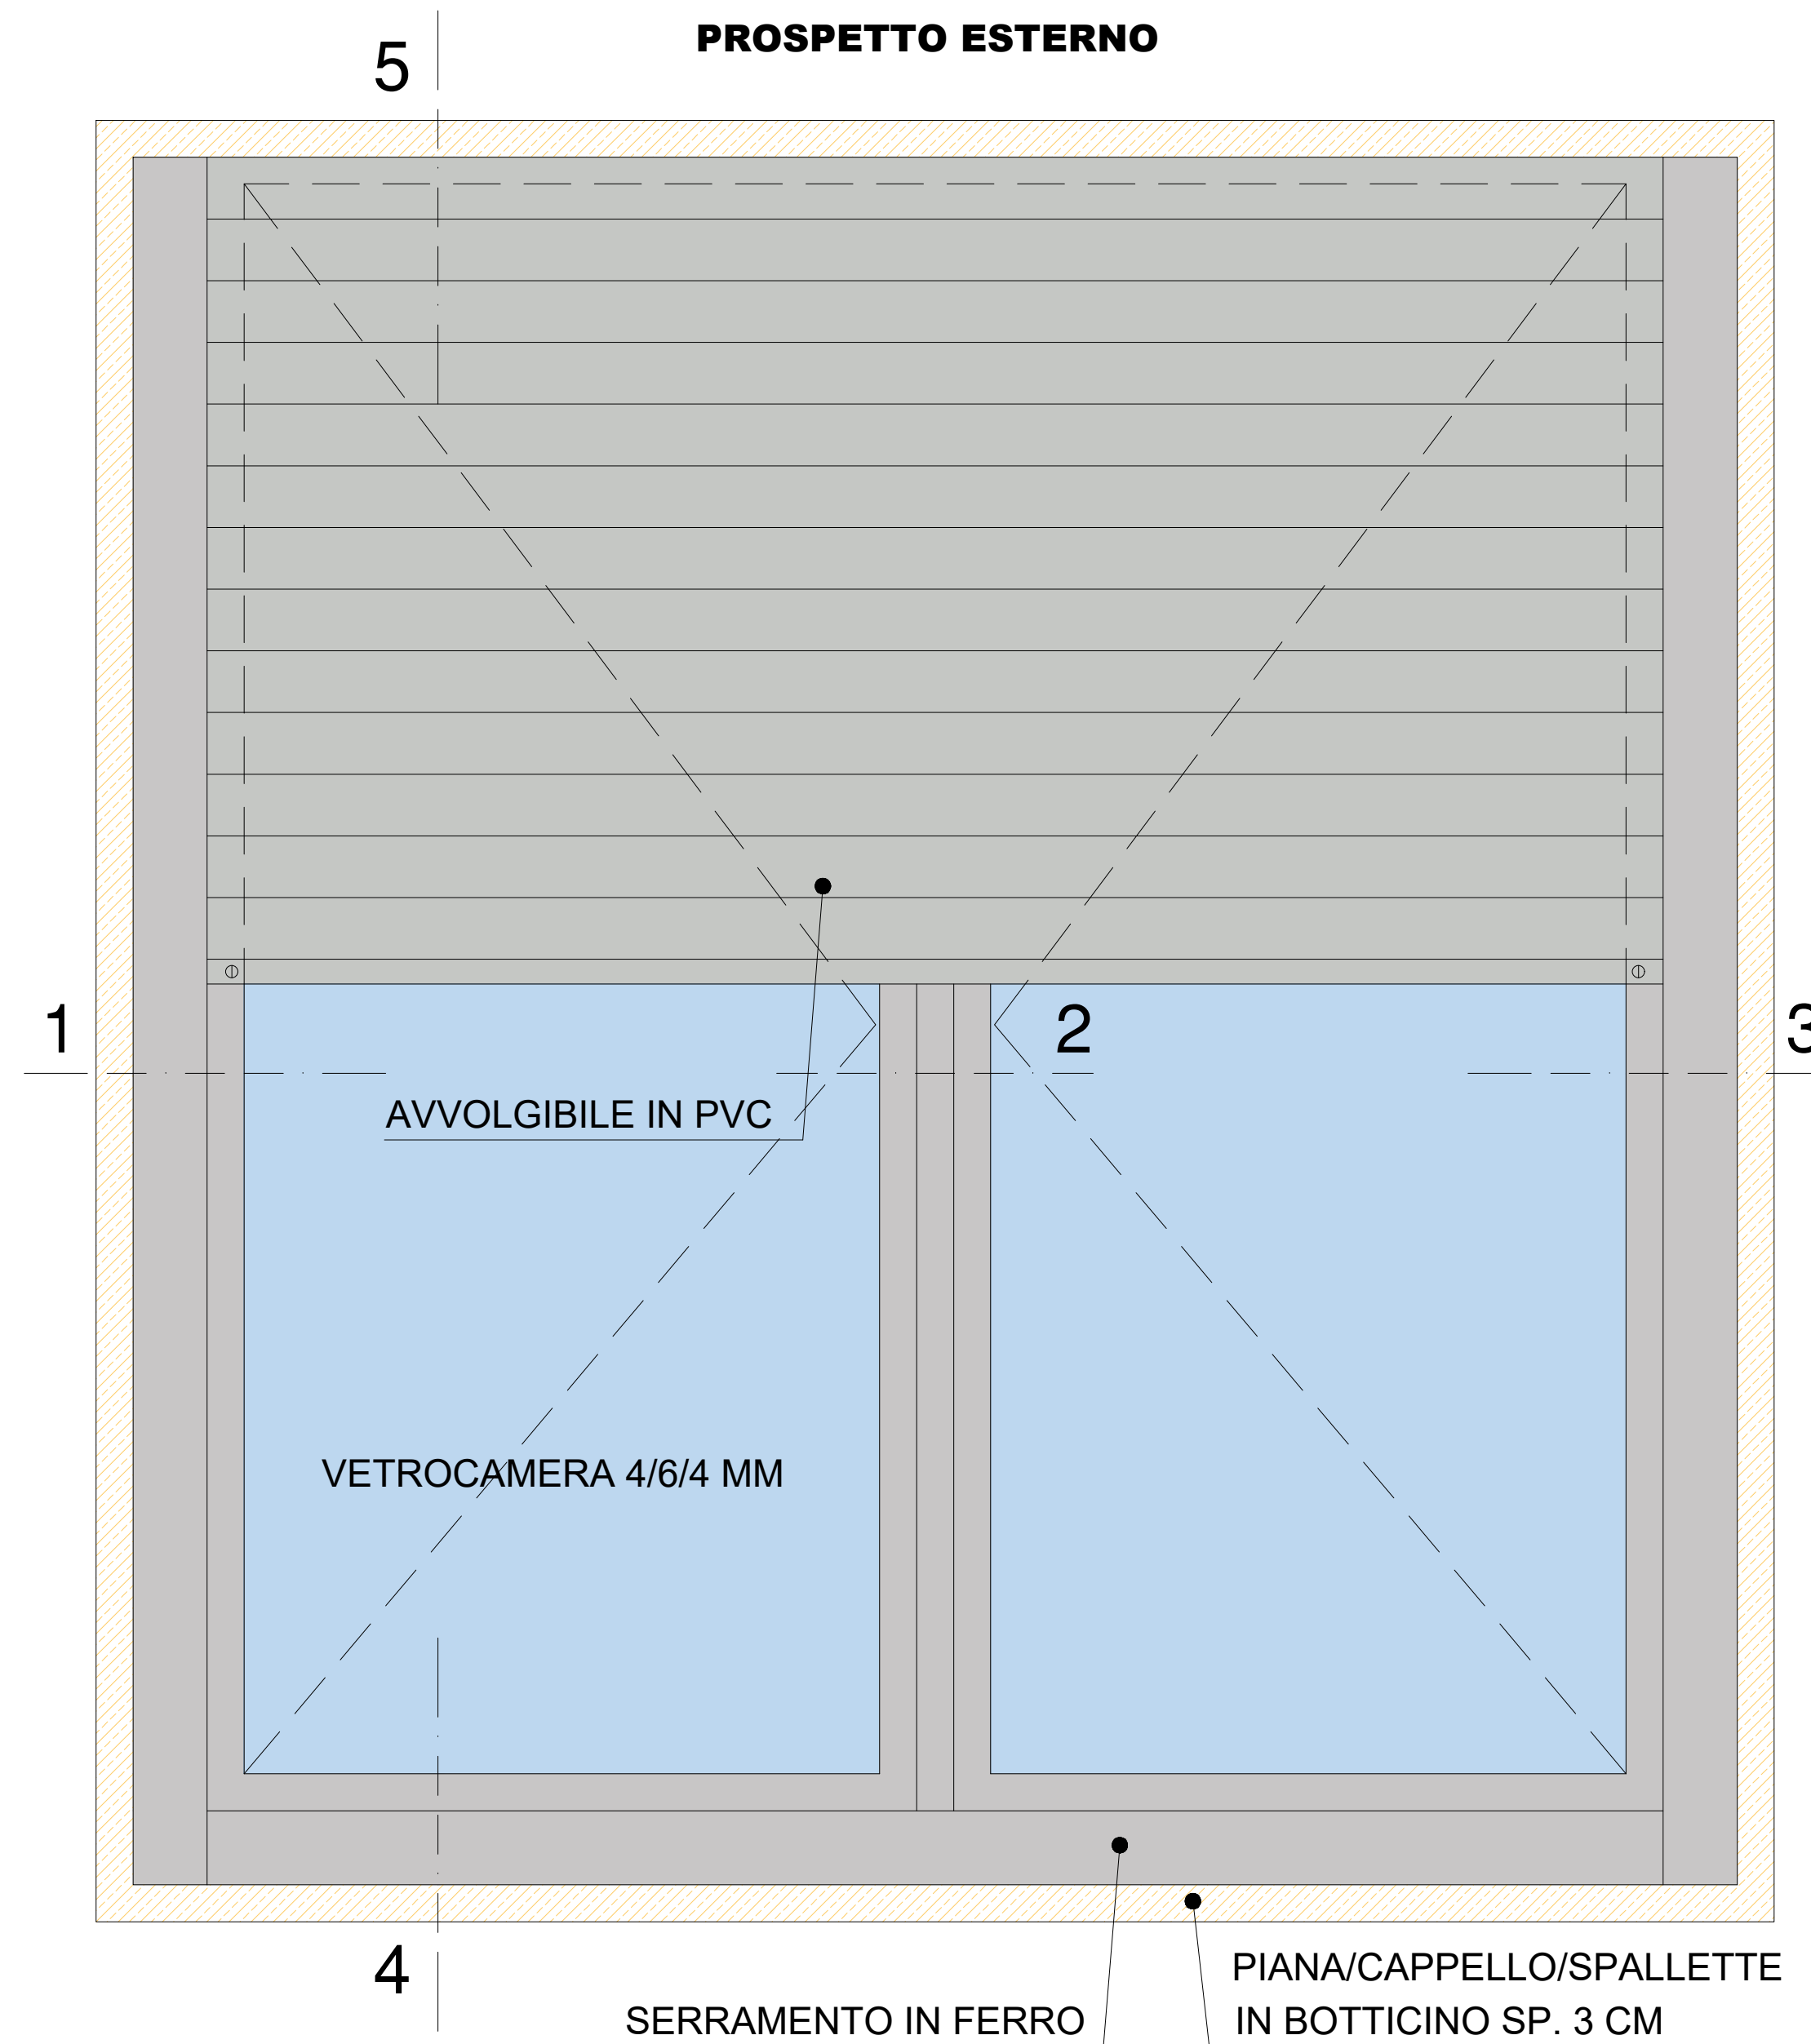 PROSPETTO ESTERNO
5
1
2
3
AVVOLGIBILE IN PVC
VETROCAMERA 4/6/4 MM
4
PIANA/CAPPELLO/SPALLETTE
IN BOTTICINO SP. 3 CM
SERRAMENTO IN FERRO